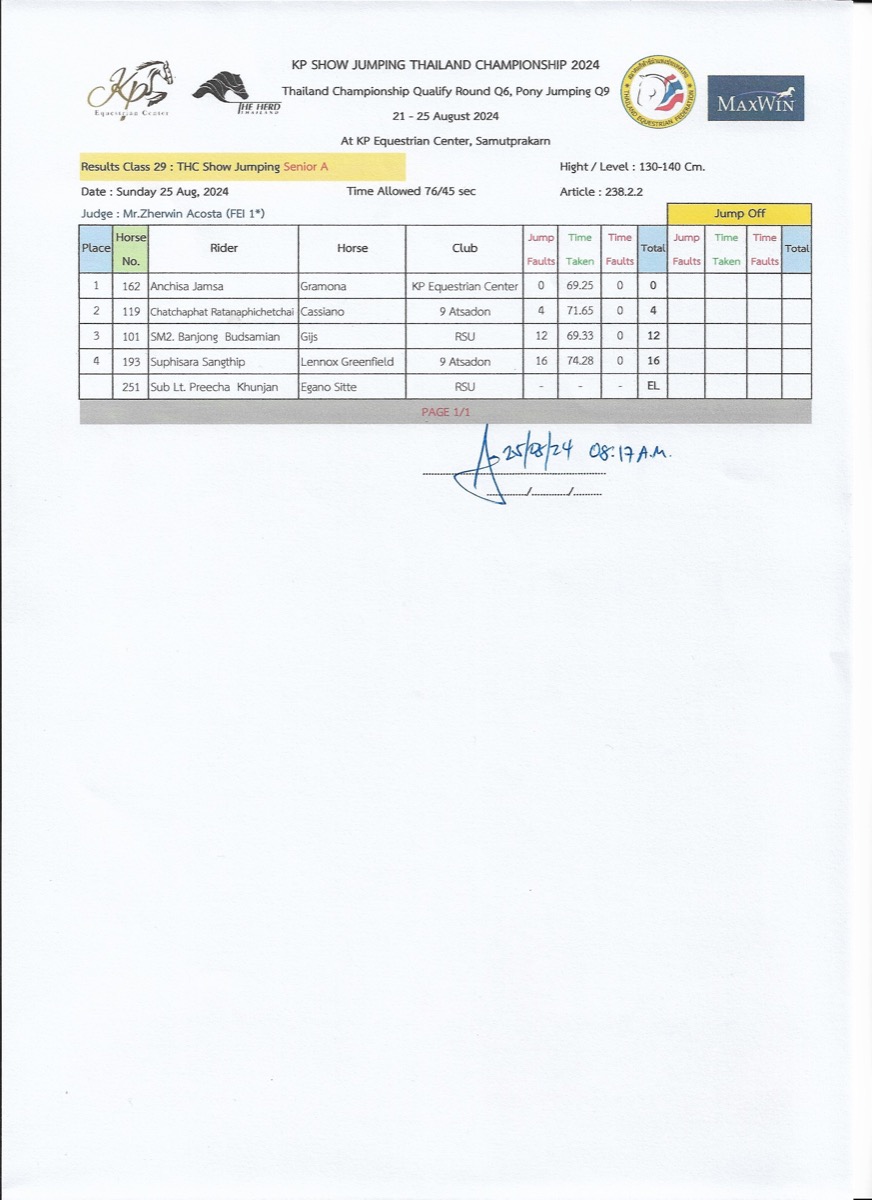 KP SHOW JUMPING THAILAND CHAMPIONSHIP 2024
Thailand Championship Qualify Round Q6, Pony Jumping Q9
21 - 25 August 2024
At KP Equestrian Center, Samutprakarn
Kp
Equestrian Center
THE HERD
THAILAND
THAILAND EQUESTRIAN FEDERATION
MAXWIN
Results Class 29 : THC Show Jumping Senior A Hight / Level : 130-140 Cm.
Date : Sunday 25 Aug, 2024 Time Allowed 76/45 sec Article : 238.2.2
Judge : Mr.Zherwin Acosta (FEI 1*) Jump Off
Place Horse No. Rider Horse Club Jump Faults Time Taken Time Faults Total Jump Faults Time Taken Time Faults Total
1 162 Anchisa Jamsa Gramona KP Equestrian Center 0 69.25 0 0
2 119 Chatchaphat Ratanaphichetchai Cassiano 9 Atsadon 4 71.65 0 4
3 101 SM2. Banjong Budsamian Gijs RSU 12 69.33 0 12
4 193 Suphisara Sangthip Lennox Greenfield 9 Atsadon 16 74.28 0 16
251 Sub Lt. Preecha Khunjan Egano Sitte RSU - - - EL
PAGE 1/1
25/08/24 08:17 A.M.